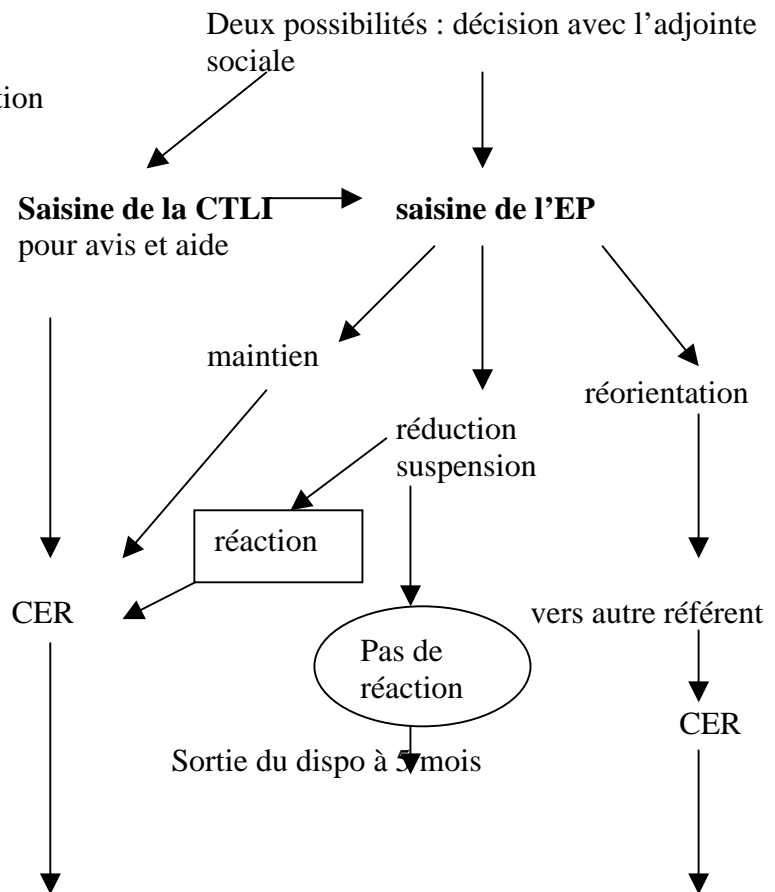 Deux possibilités : décision avec l’adjointe
sociale
tion
Saisine de la CTLI
pour avis et aide
saisine de l’EP
maintien
réorientation
réduction
suspension
réaction
CER
vers autre référent
Pas de
réaction
CER
Sortie du dispo à 5 mois